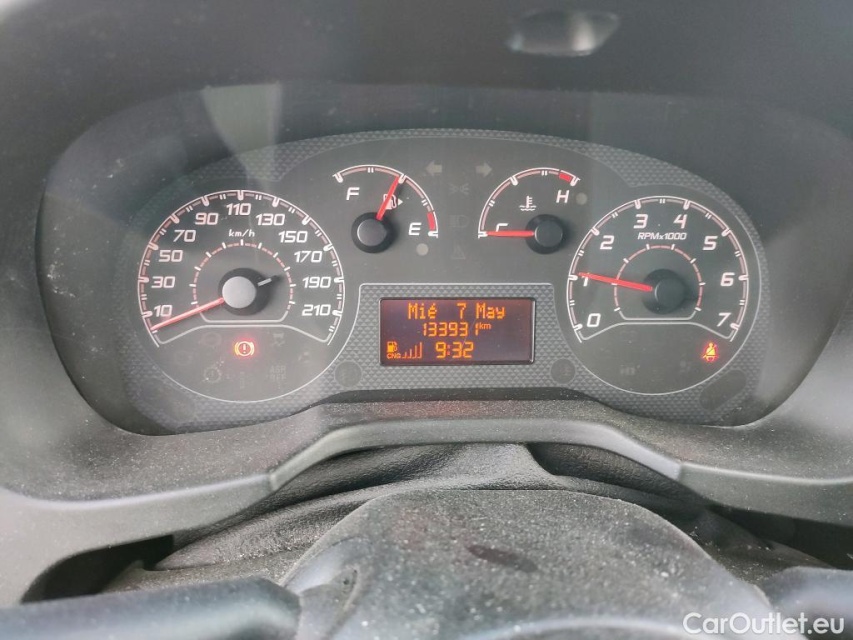 10 30 50 70 90 110 130 150 170 190 210
km/h
F E
C H
0 1 2 3 4 5 6 7
RPMx1000
Mié 7 May
13393 km
CNG 9:32
CarOutlet.eu